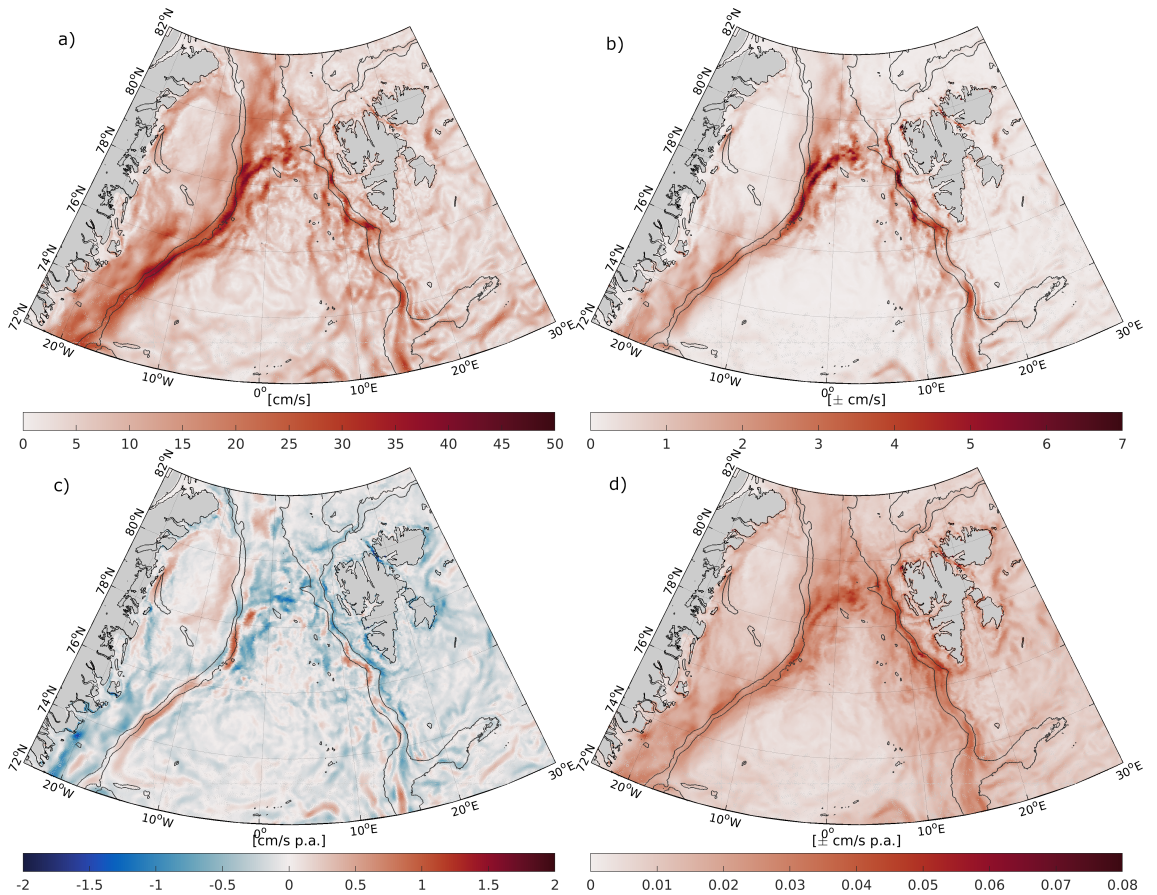 a)
82°N
80°N
78°N
76°N
74°N
72°N
20°W
10°W
0°
10°E
20°E
30°E
[cm/s]
0 5 10 15 20 25 30 35 40 45 50
b)
82°N
80°N
78°N
76°N
74°N
72°N
20°W
10°W
0°
10°E
20°E
30°E
[± cm/s]
0 1 2 3 4 5 6 7
c)
82°N
80°N
78°N
76°N
74°N
72°N
20°W
10°W
0°
10°E
20°E
30°E
[cm/s p.a.]
-2 -1.5 -1 -0.5 0 0.5 1 1.5 2
d)
82°N
80°N
78°N
76°N
74°N
72°N
20°W
10°W
0°
10°E
20°E
30°E
[± cm/s p.a.]
0 0.01 0.02 0.03 0.04 0.05 0.06 0.07 0.08